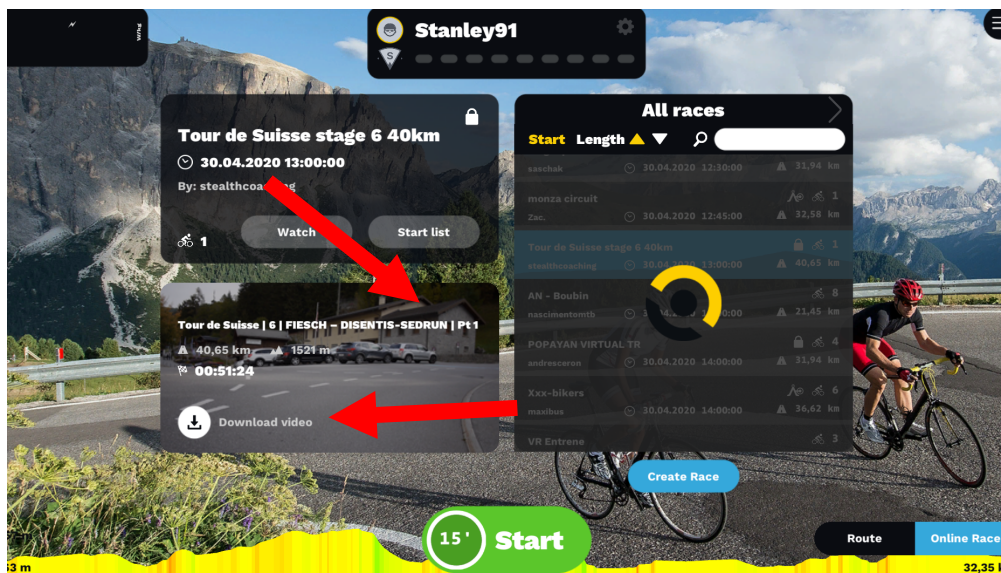 W/kg
Stanley91
S
Tour de Suisse stage 6 40km
30.04.2020 13:00:00
By: stealthcoaching
1
Watch
Start list
Tour de Suisse | 6 | FIESCH – DISENTIS-SEDRUN | Pt 1
40,65 km 1521 m
00:51:24
Download video
All races
Start Length
saschak 30.04.2020 12:30:00 31,94 km
monza circuit 1
Zac. 30.04.2020 12:45:00 32,58 km
Tour de Suisse stage 6 40km 1
stealthcoaching 30.04.2020 13:00:00 40,65 km
AN - Boubin 8
nascimentomtb 21,45 km
POPAYAN VIRTUAL TR 4
andresceron 30.04.2020 14:00:00 31,94 km
Xxx-bikers 6
maxibus 30.04.2020 14:00:00 36,62 km
VR Entrene 3
Create Race
15' Start
Route
Online Race
3 m
32,35